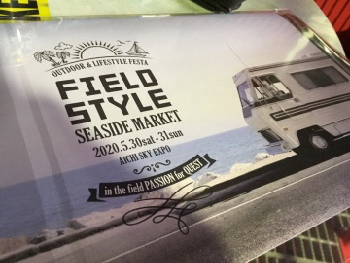 OUTDOOR & LIFESTYLE FESTA
FIELD
STYLE
SEASIDE MARKET
2020.5.30sat-31sun
AICHI SKY EXPO
in the field PASSION for QUEST